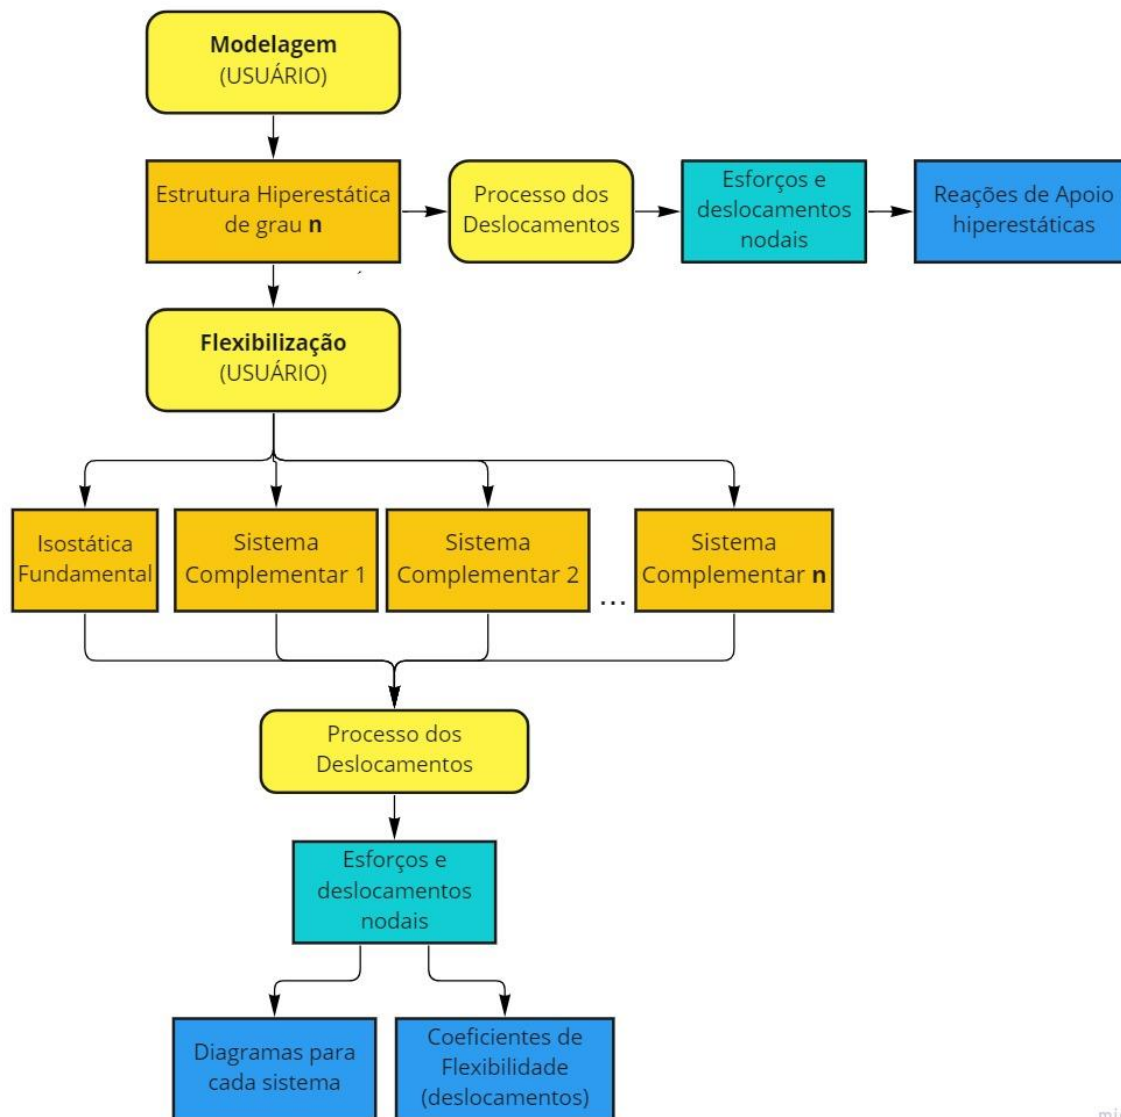 Modelagem
(USUÁRIO)
Estrutura Hiperestática
de grau n
Processo dos
Deslocamentos
Esforços e
deslocamentos
nodais
Reações de Apoio
hiperestáticas
Flexibilização
(USUÁRIO)
Isostática
Fundamental
Sistema
Complementar 1
Sistema
Complementar 2
...
Sistema
Complementar n
Processo dos
Deslocamentos
Esforços e
deslocamentos
nodais
Diagramas para
cada sistema
Coeficientes de
Flexibilidade
(deslocamentos)